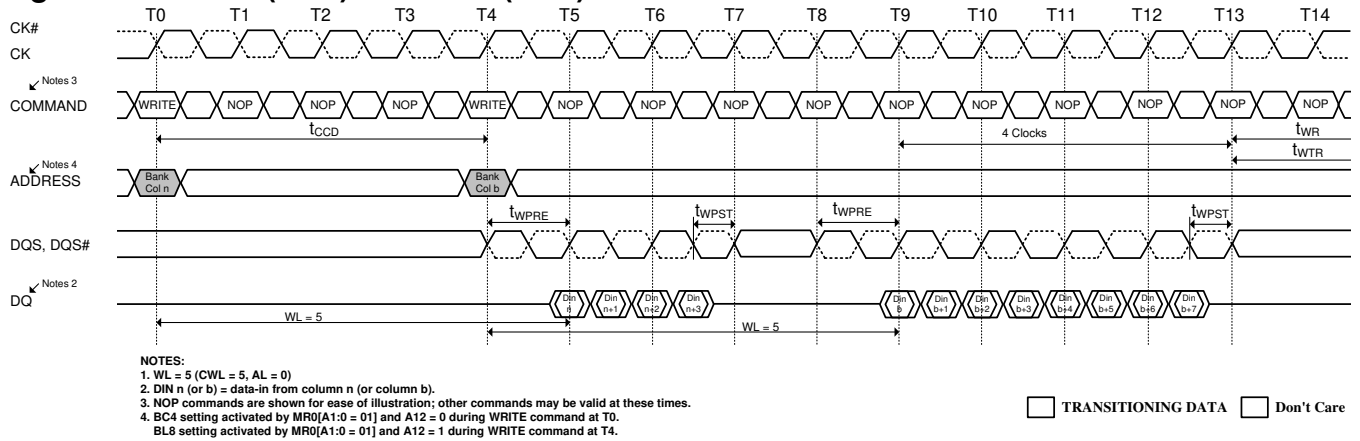 T0 T1 T2 T3 T4 T5 T6 T7 T8 T9 T10 T11 T12 T13 T14
CK#
CK
Notes 3
COMMAND
WRITE NOP NOP NOP WRITE NOP NOP NOP NOP NOP NOP NOP NOP NOP NOP
tCCD
4 Clocks
tWR
tWTR
Notes 4
ADDRESS
Bank Bank
Col n Col b
tWPRE tWPST tWPRE tWPST
DQS, DQS#
Notes 2
DQ
Din Din Din Din Din Din Din Din Din Din Din Din
n n+1 n+2 n+3 b b+1 b+2 b+3 b+4 b+5 b+6 b+7
WL = 5
WL = 5
NOTES:
1. WL = 5 (CWL = 5, AL = 0)
2. DIN n (or b) = data-in from column n (or column b).
3. NOP commands are shown for ease of illustration; other commands may be valid at these times.
4. BC4 setting activated by MR0[A1:0 = 01] and A12 = 0 during WRITE command at T0.
BL8 setting activated by MR0[A1:0 = 01] and A12 = 1 during WRITE command at T4.
TRANSITIONING DATA Don't Care